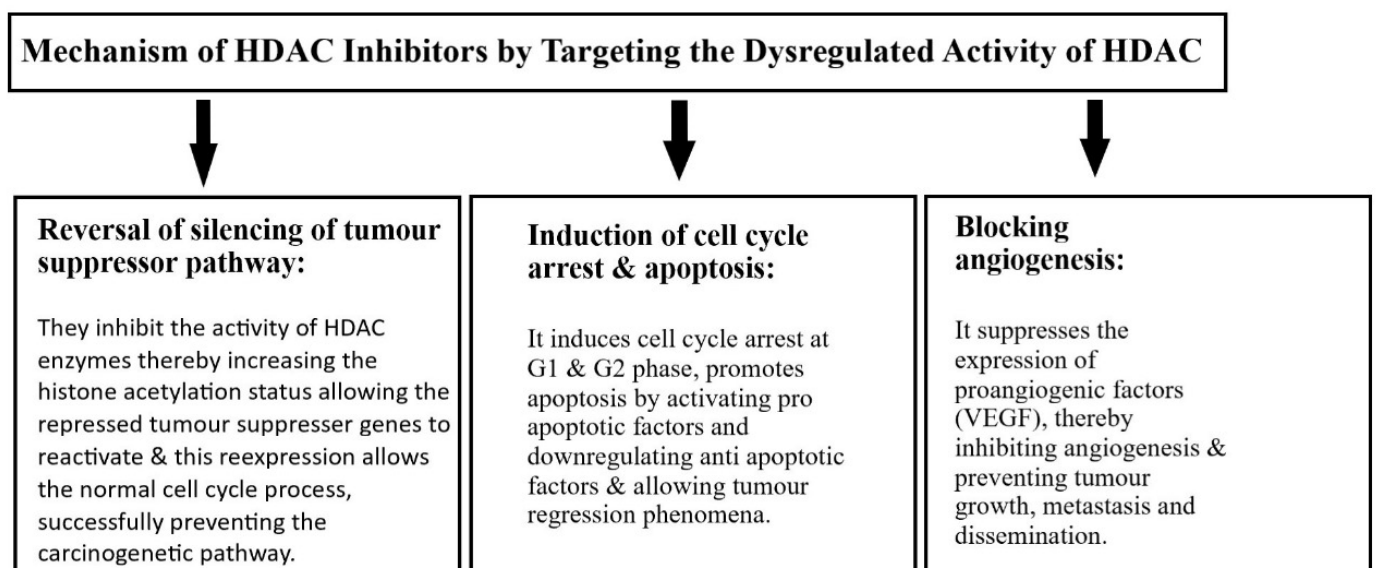 Mechanism of HDAC Inhibitors by Targeting the Dysregulated Activity of HDAC
Reversal of silencing of tumour
suppressor pathway:
They inhibit the activity of HDAC
enzymes thereby increasing the
histone acetylation status allowing the
repressed tumour suppresser genes to
reactivate & this reexpression allows
the normal cell cycle process,
successfully preventing the
carcinogenetic pathway.
Induction of cell cycle
arrest & apoptosis:
It induces cell cycle arrest at
G1 & G2 phase, promotes
apoptosis by activating pro
apoptotic factors and
downregulating anti apoptotic
factors & allowing tumour
regression phenomena.
Blocking
angiogenesis:
It suppresses the
expression of
proangiogenic factors
(VEGF), thereby
inhibiting angiogenesis &
preventing tumour
growth, metastasis and
dissemination.